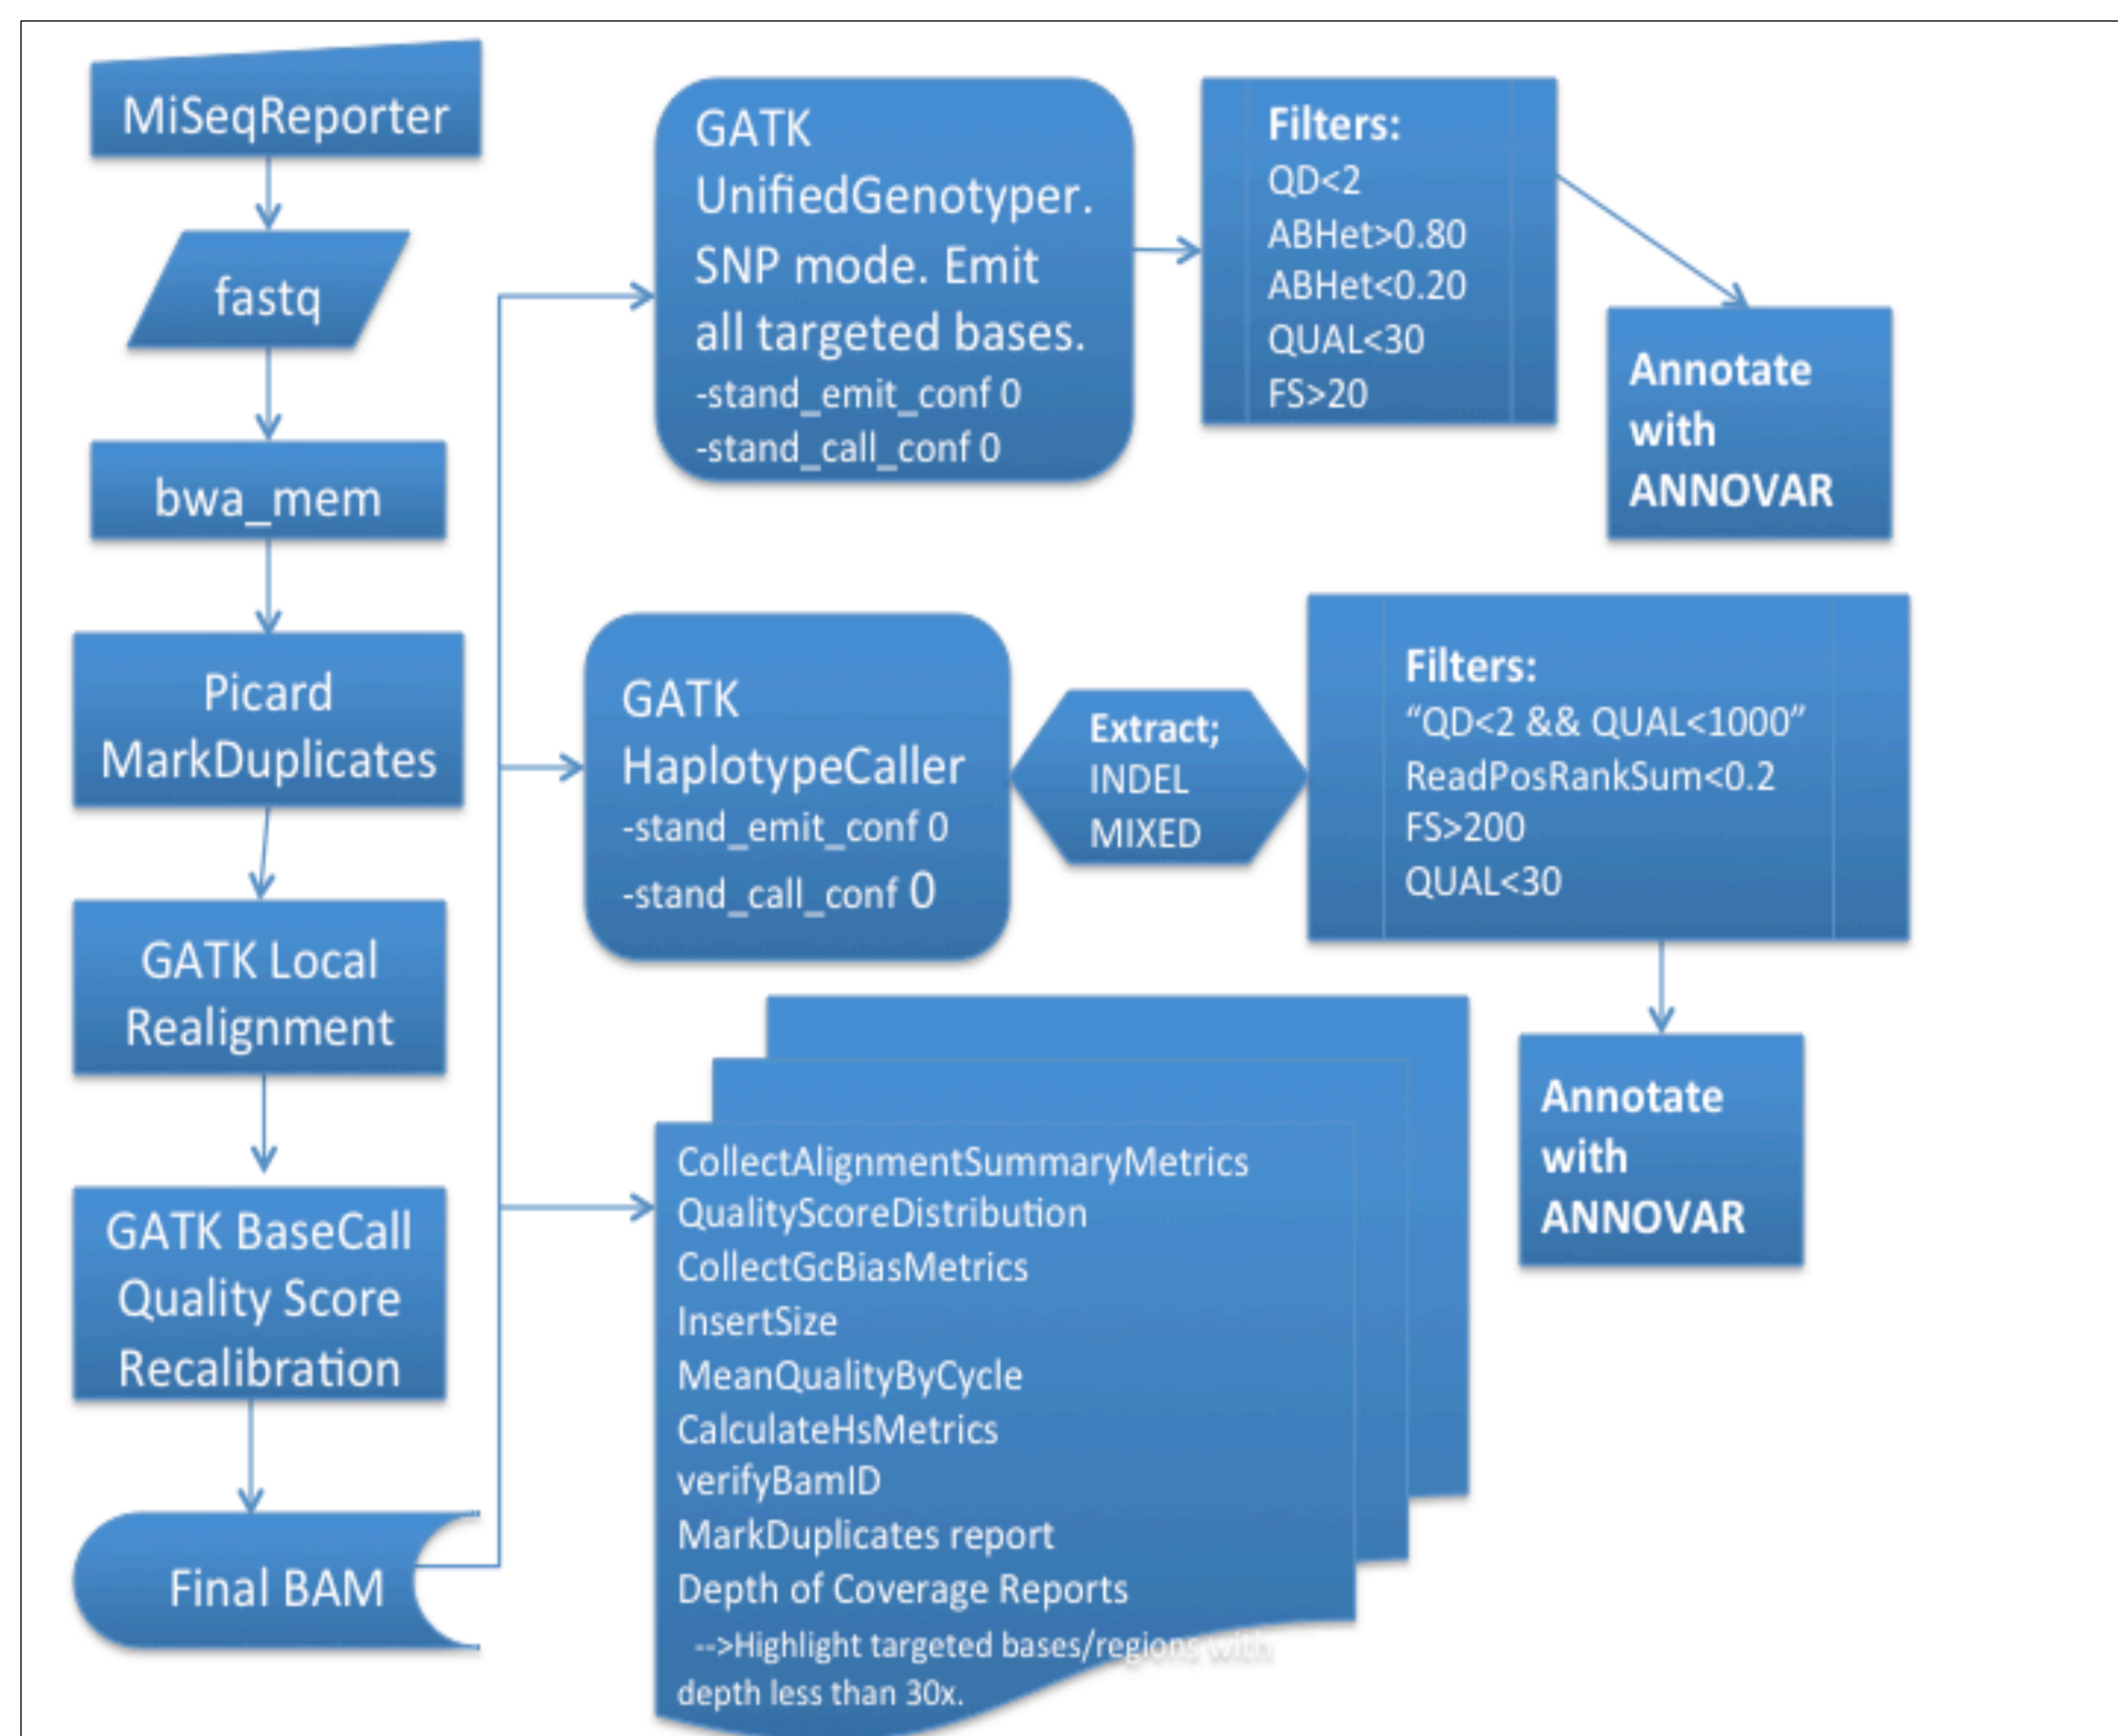 MiSeqReporter
fastq
bwa_mem
Picard
MarkDuplicates
GATK Local
Realignment
GATK BaseCall
Quality Score
Recalibration
Final BAM
GATK
UnifiedGenotyper.
SNP mode. Emit
all targeted bases.
-stand_emit_conf 0
-stand_call_conf 0
Filters:
QD<2
ABHet>0.80
ABHet<0.20
QUAL<30
FS>20
Annotate
with
ANNOVAR
GATK
HaplotypeCaller
-stand_emit_conf 0
-stand_call_conf 0
Extract;
INDEL
MIXED
Filters:
“QD<2 && QUAL<1000”
ReadPosRankSum<0.2
FS>200
QUAL<30
Annotate
with
ANNOVAR
CollectAlignmentSummaryMetrics
QualityScoreDistribution
CollectGcBiasMetrics
InsertSize
MeanQualityByCycle
CalculateHsMetrics
verifyBamID
MarkDuplicates report
Depth of Coverage Reports
-->Highlight targeted bases/regions with
depth less than 30x.